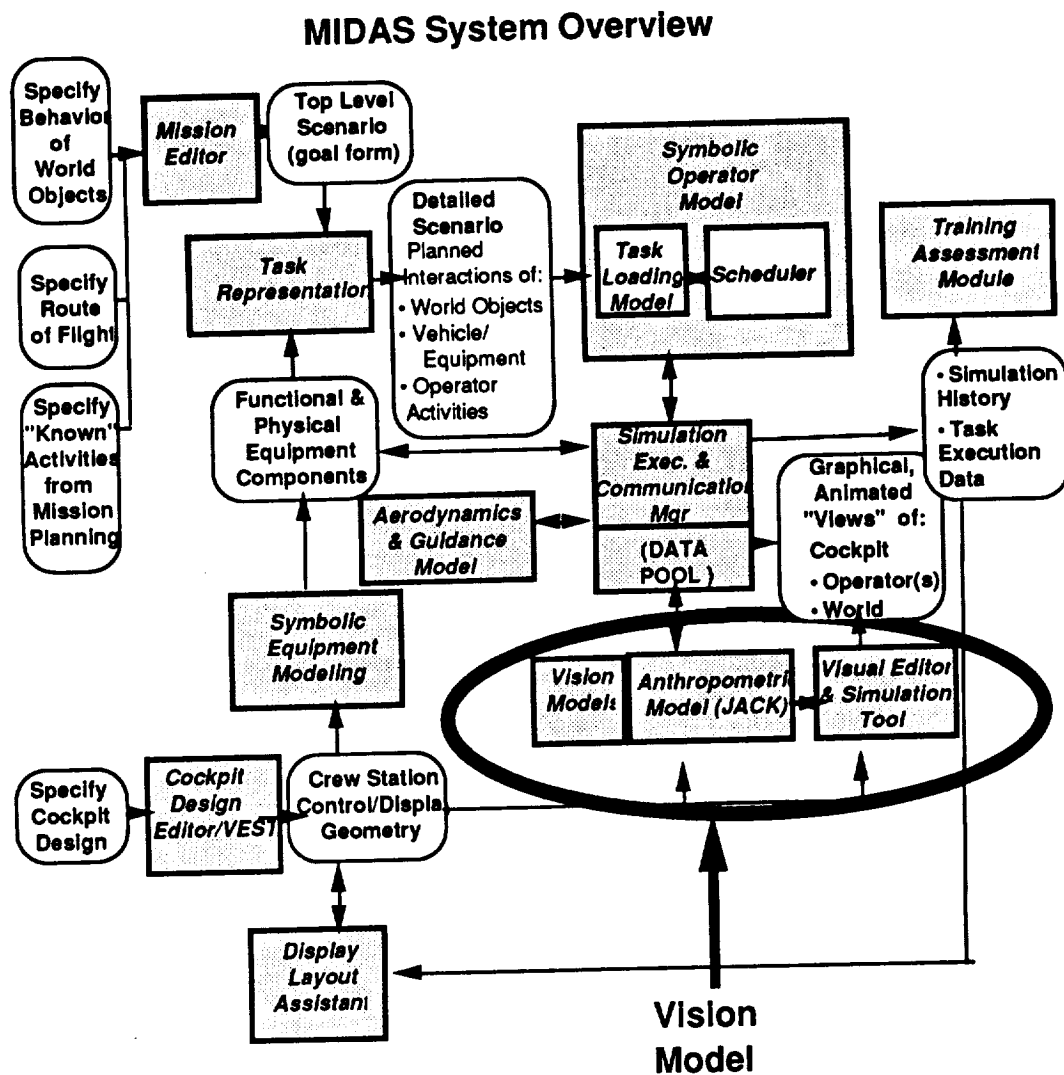 MIDAS System Overview
Specify
Behavior
of
World
Objects
Mission
Editor
Top Level
Scenario
(goal form)
Specify
Route
of Flight
Specify
"Known"
Activities
from
Mission
Planning
Task
Representation
Detailed
Scenario
Planned
Interactions of:
• World Objects
• Vehicle/
Equipment
• Operator
Activities
Symbolic
Operator
Model
Task
Loading
Model
Scheduler
Training
Assessment
Module
• Simulation
History
• Task
Execution
Data
Functional &
Physical
Equipment
Components
Simulation
Exec. &
Communication
Mgr
(DATA
POOL )
Aerodynamics
& Guidance
Model
Graphical,
Animated
"Views" of:
Cockpit
• Operator(s)
• World
Symbolic
Equipment
Modeling
Vision
Models
Anthropometri
Model (JACK)
Visual Editor
& Simulation
Tool
Specify
Cockpit
Design
Cockpit
Design
Editor/VEST
Crew Station
Control/Displa
Geometry
Display
Layout
Assistant
Vision
Model